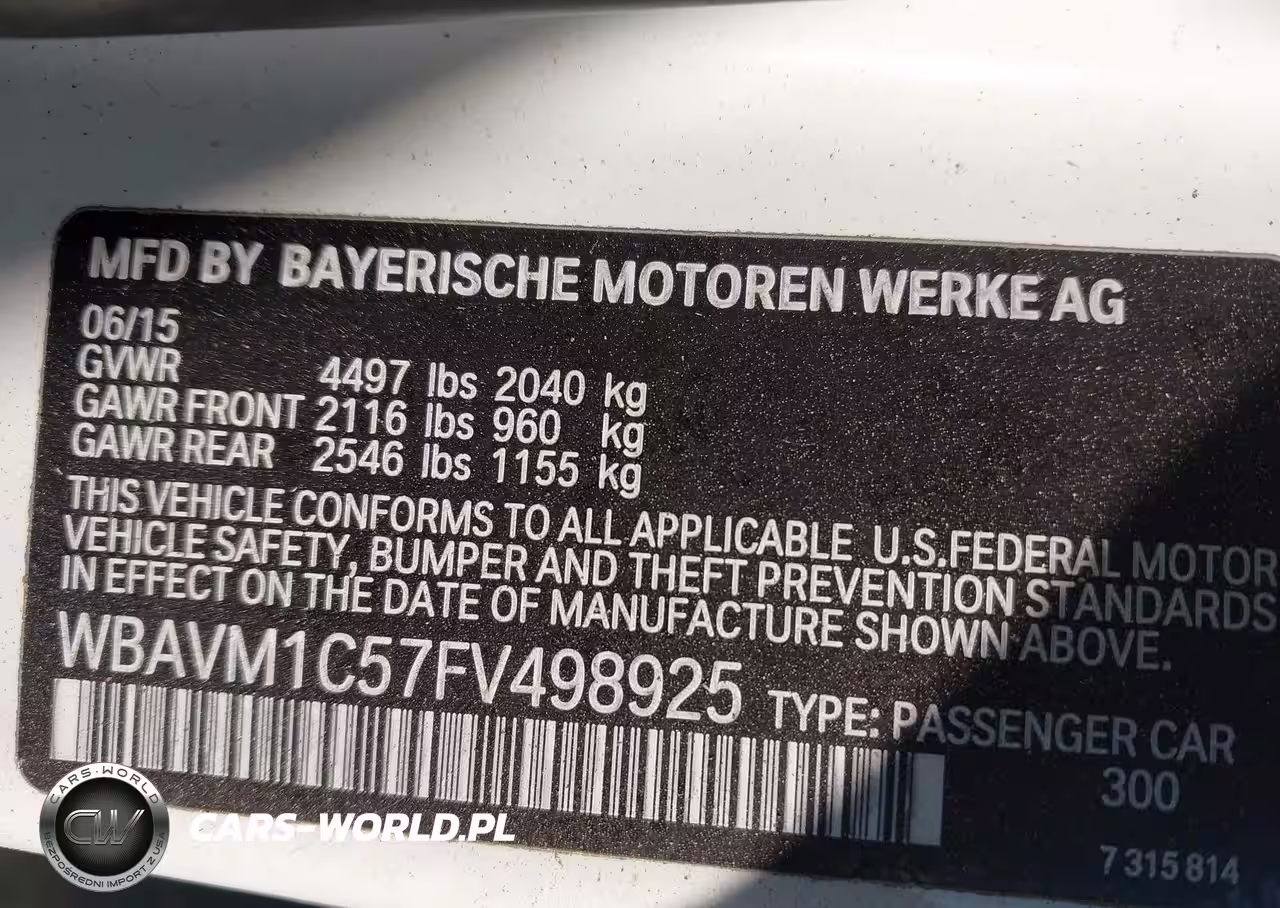 MFD BY BAYERISCHE MOTOREN WERKE AG
06/15
GVWR 4497 lbs 2040 kg
GAWR FRONT 2116 lbs 960 kg
GAWR REAR 2546 lbs 1155 kg
THIS VEHICLE CONFORMS TO ALL APPLICABLE U.S.FEDERAL MOTOR
VEHICLE SAFETY, BUMPER AND THEFT PREVENTION STANDARDS
IN EFFECT ON THE DATE OF MANUFACTURE SHOWN ABOVE.
WBAVM1C57FV498925 TYPE: PASSENGER CAR
300
7 315 814
CARS-WORLD
CW
BEZPOŚREDNI IMPORT Z USA
CARS-WORLD.PL